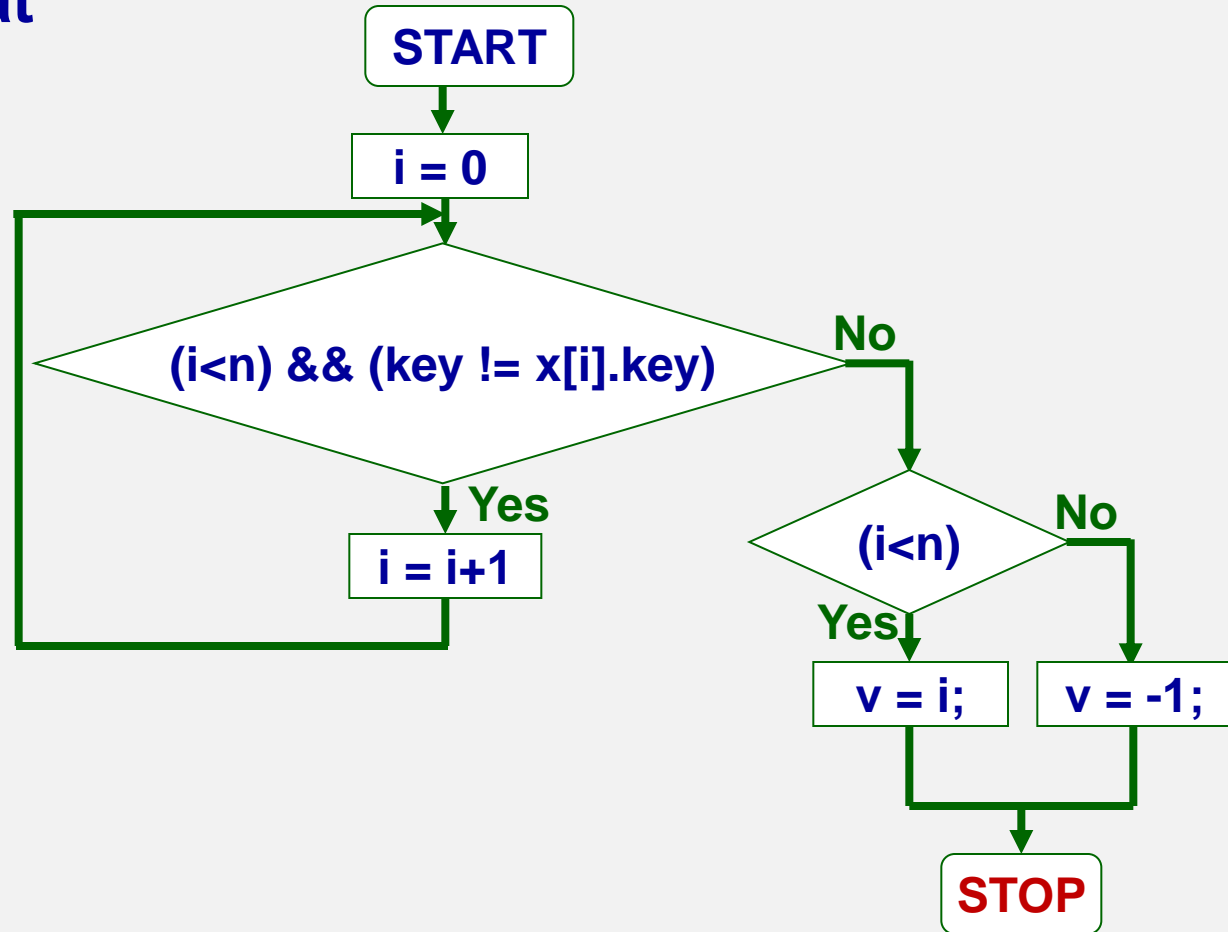 START
i = 0
(i<n) && (key != x[i].key)
No
Yes
i = i+1
(i<n)
No
Yes
v = i;
v = -1;
STOP